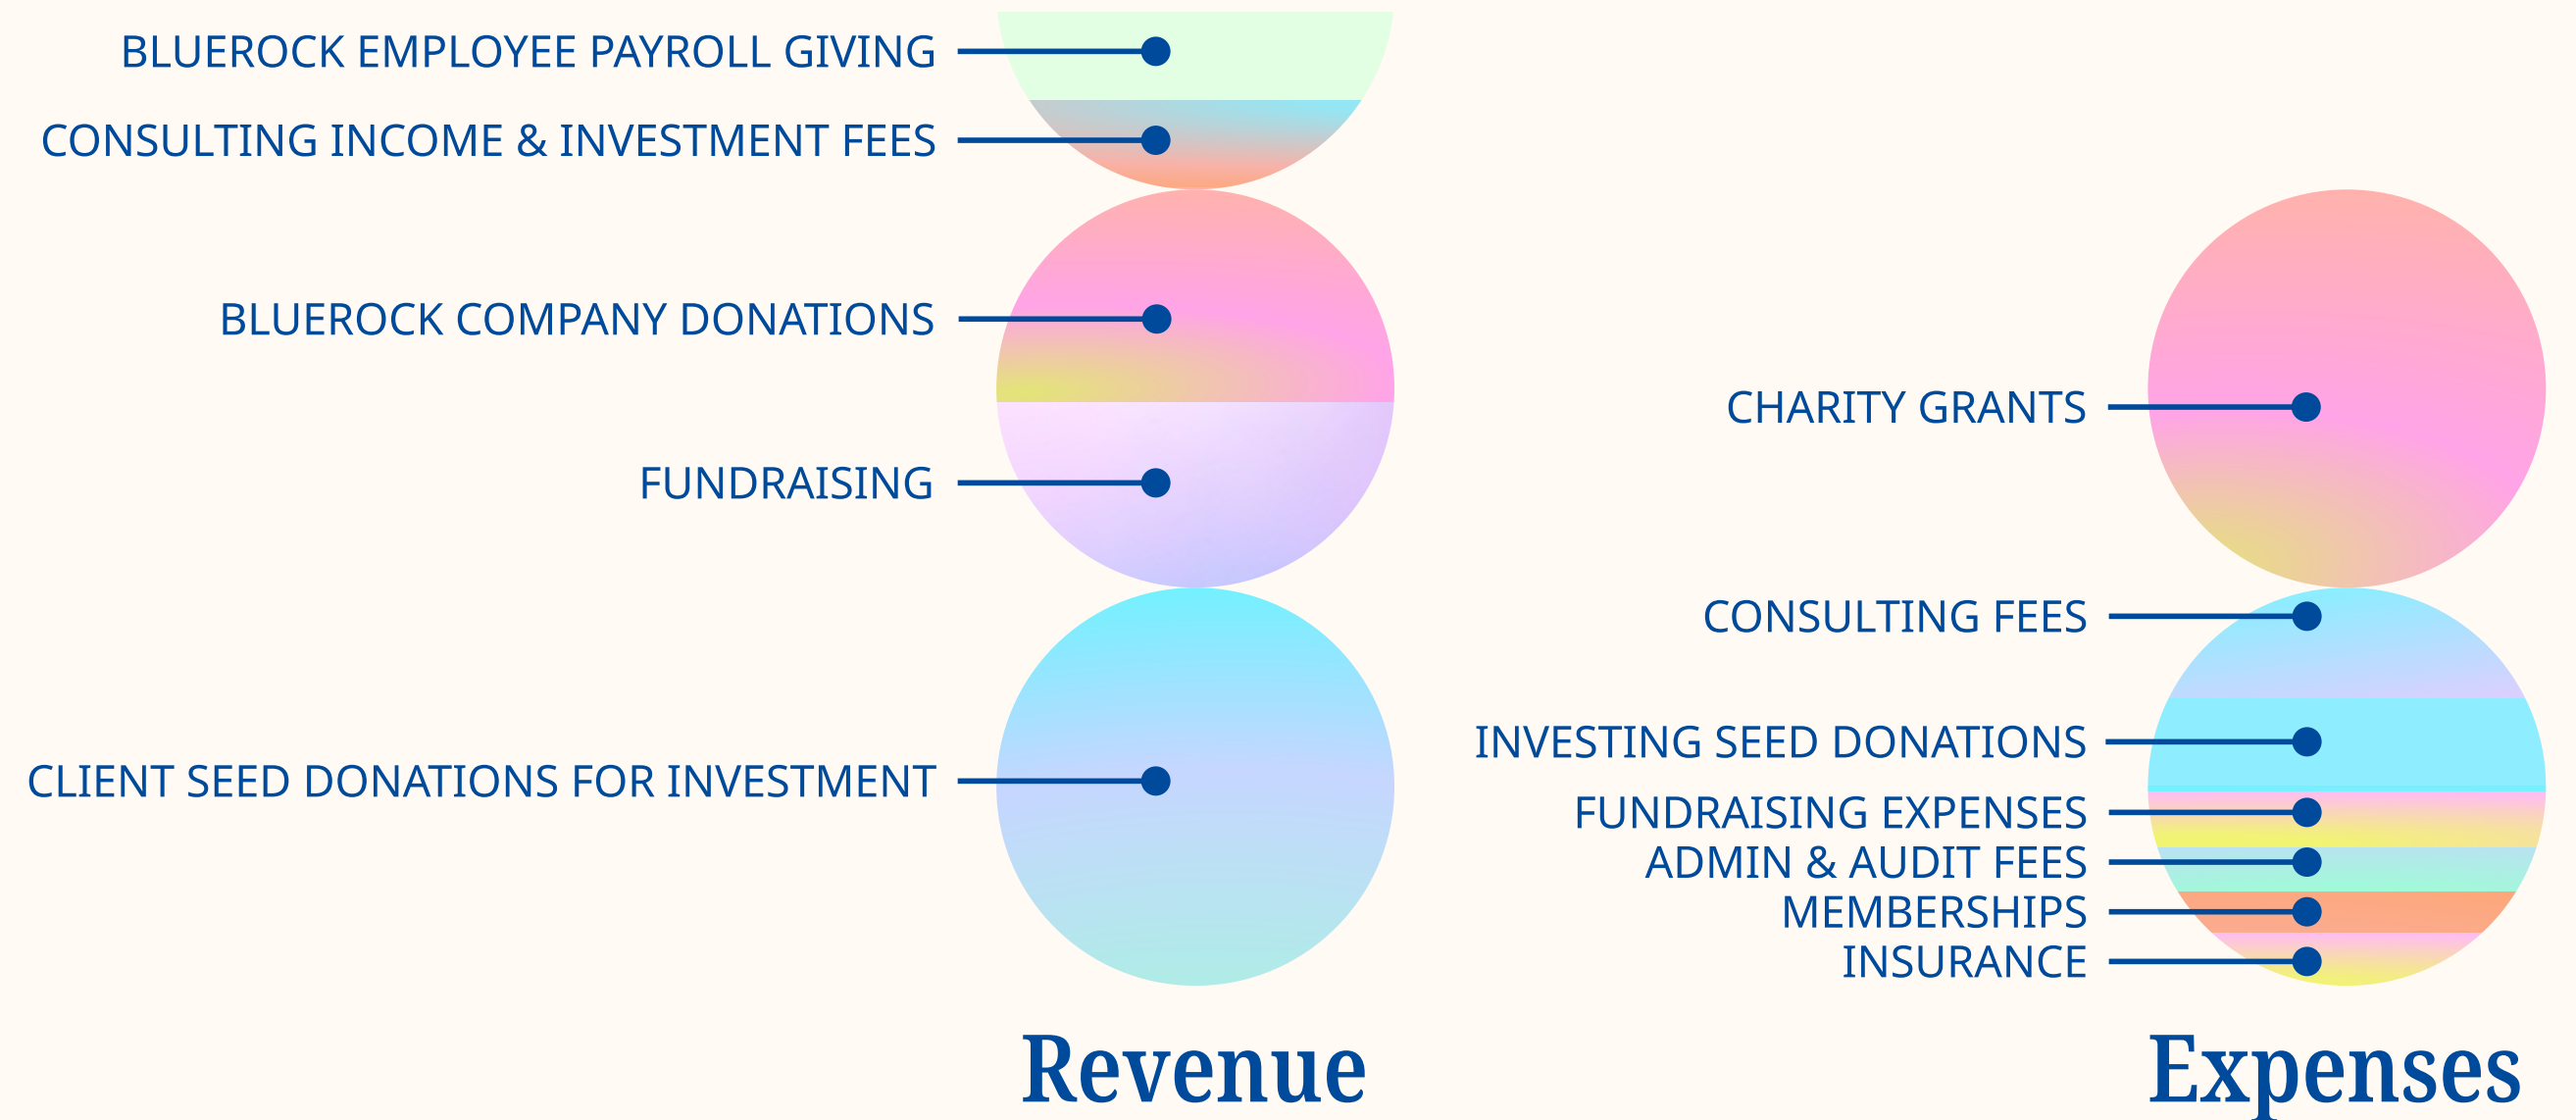 BLUEROCK EMPLOYEE PAYROLL GIVING
CONSULTING INCOME & INVESTMENT FEES
BLUEROCK COMPANY DONATIONS
FUNDRAISING
CLIENT SEED DONATIONS FOR INVESTMENT
Revenue
CHARITY GRANTS
CONSULTING FEES
INVESTING SEED DONATIONS
FUNDRAISING EXPENSES
ADMIN & AUDIT FEES
MEMBERSHIPS
INSURANCE
Expenses